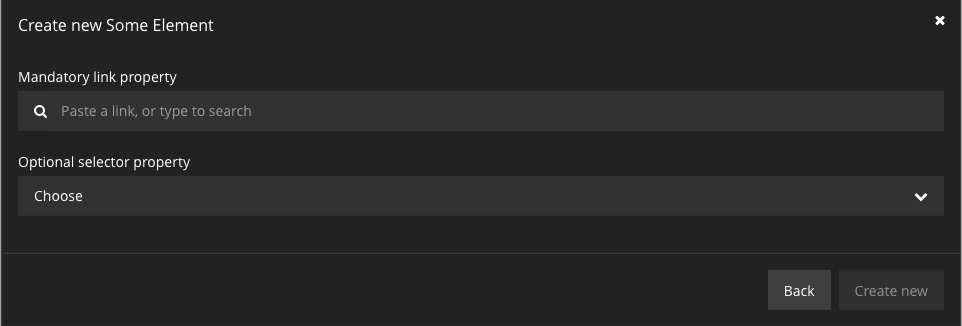 Create new Some Element
Mandatory link property
Paste a link, or type to search
Optional selector property
Choose
Back
Create new